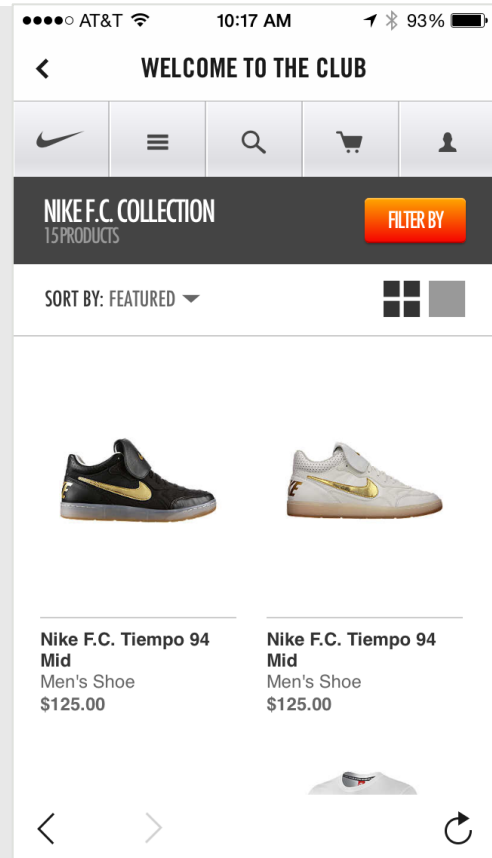 AT&T 10:17 AM 93%
WELCOME TO THE CLUB
NIKE F.C. COLLECTION
15 PRODUCTS
FILTER BY
SORT BY: FEATURED
Nike F.C. Tiempo 94
Mid
Men's Shoe
$125.00
Nike F.C. Tiempo 94
Mid
Men's Shoe
$125.00